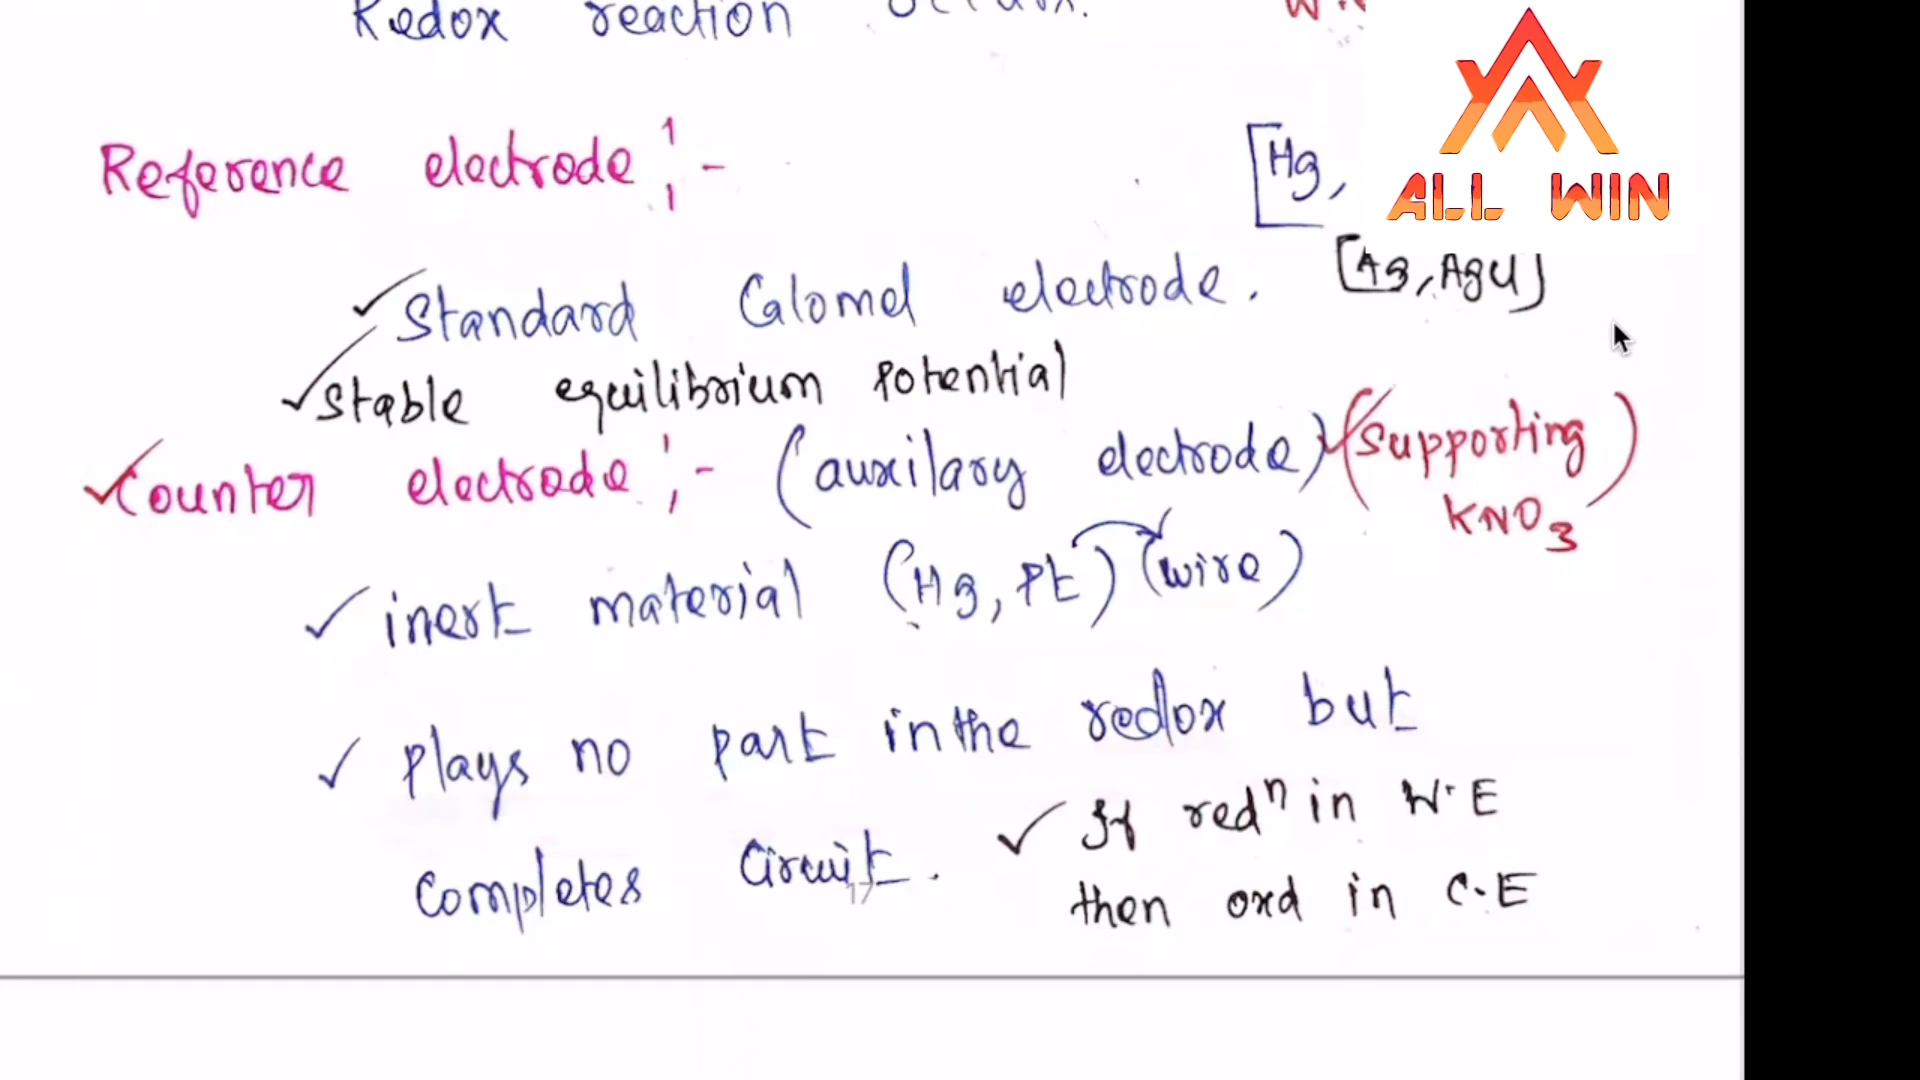 Redox reaction
Reference electrode :-
[Hg,
ALL WIN
Standard Calomel electrode. [Ag, AgCl]
Stable equilibrium potential
Counter electrode :- (auxilary electrode) (Supporting
KNO3
inert material (Hg, Pt) (wire)
Plays no part in the redox but
Completes Circuit.
If redn in W.E
then oxd in C.E
17